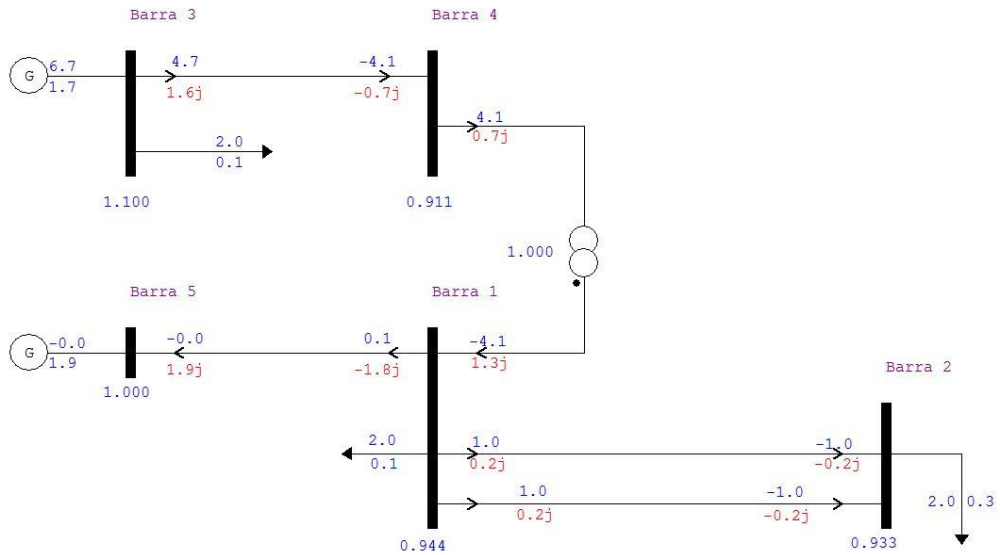 Barra 3
Barra 4
G
6.7
1.7
4.7
1.6j
-4.1
-0.7j
4.1
0.7j
2.0
0.1
1.100
0.911
1.000
Barra 5
Barra 1
G
-0.0
1.9
-0.0
1.9j
0.1
-1.8j
-4.1
1.3j
1.000
Barra 2
2.0
0.1
1.0
0.2j
-1.0
-0.2j
1.0
0.2j
-1.0
-0.2j
2.0 0.3
0.944
0.933